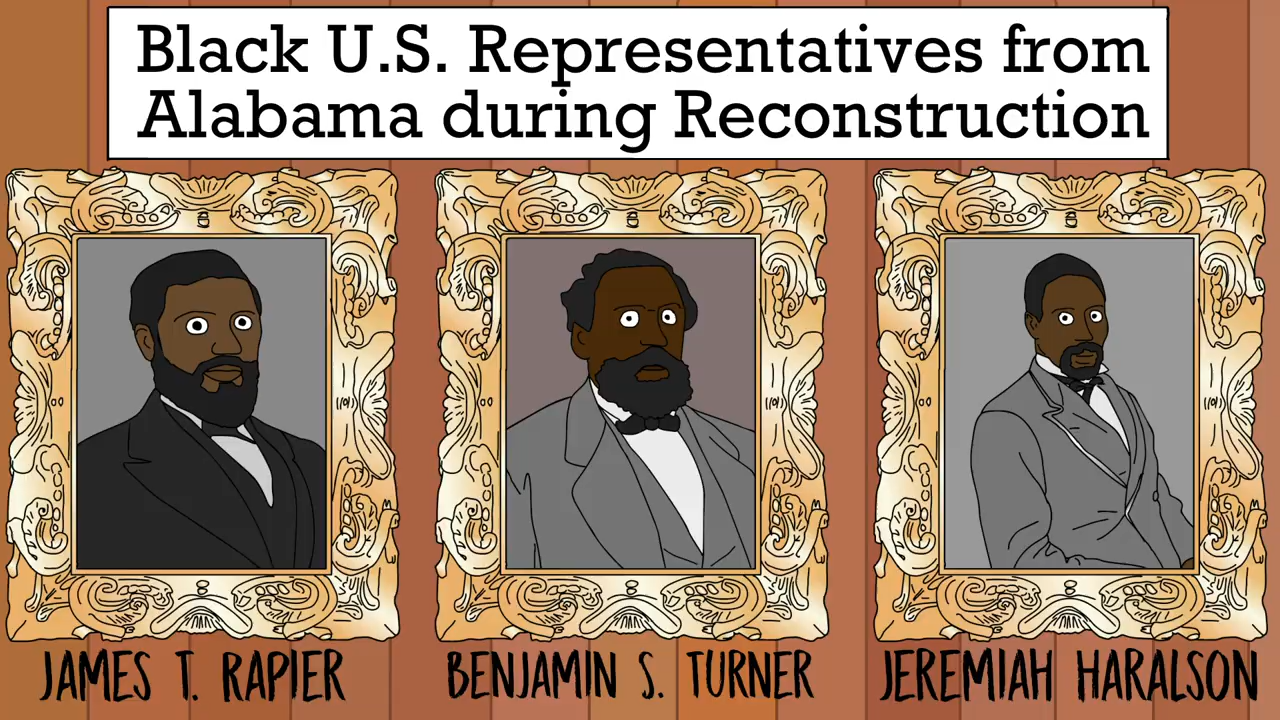 Black U.S. Representatives from
Alabama during Reconstruction
JAMES T. RAPIER
BENJAMIN S. TURNER
JEREMIAH HARALSON